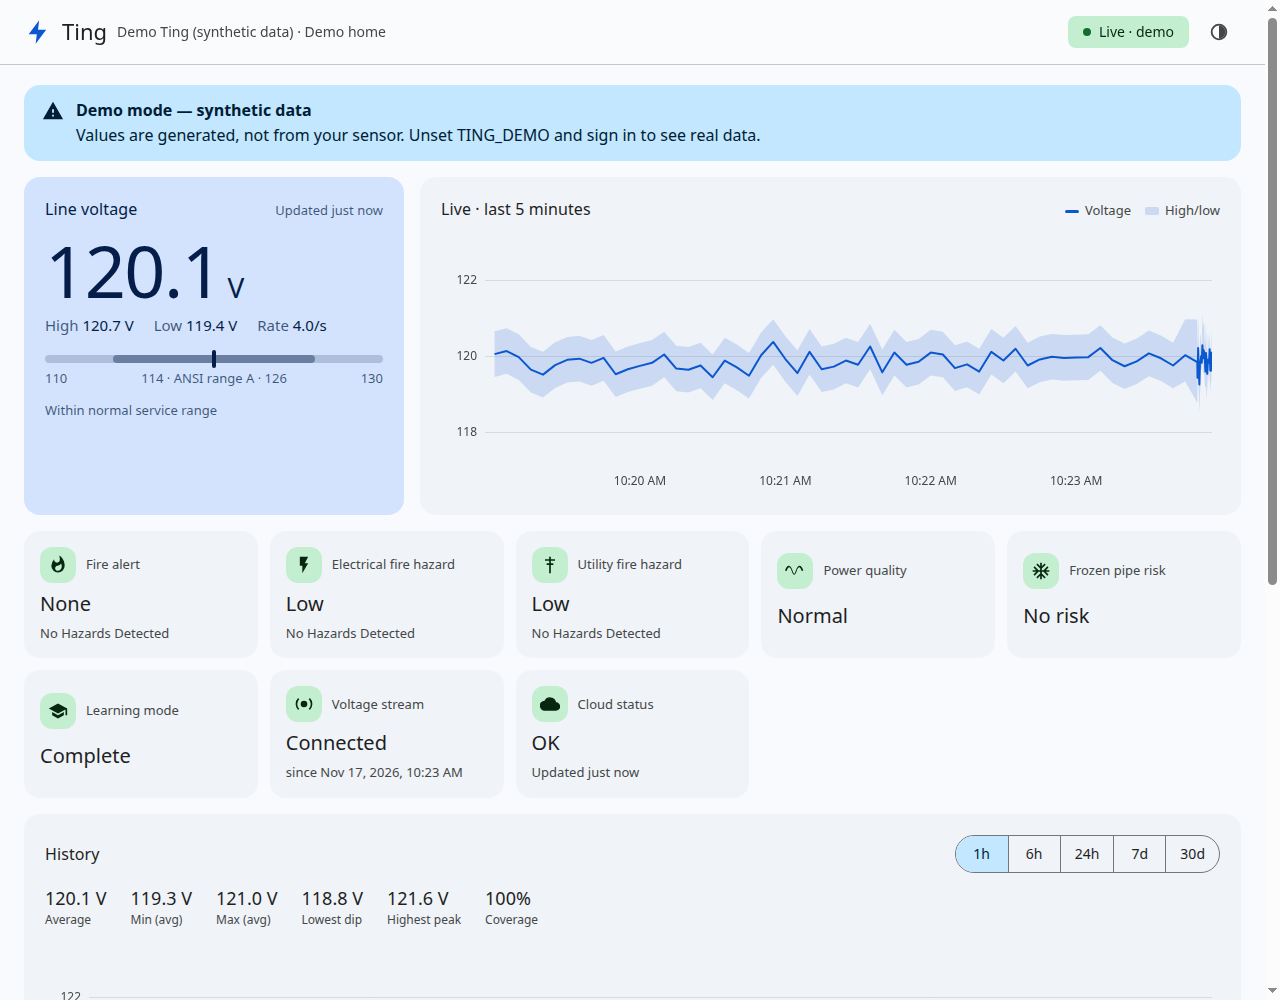 Ting Demo Ting (synthetic data) · Demo home
Live · demo
Demo mode — synthetic data
Values are generated, not from your sensor. Unset TING_DEMO and sign in to see real data.
Line voltage
Updated just now
120.1 V
High 120.7 V Low 119.4 V Rate 4.0/s
110 114 · ANSI range A · 126 130
Within normal service range
Live · last 5 minutes
Voltage High/low
122
120
118
10:20 AM 10:21 AM 10:22 AM 10:23 AM
Fire alert
None
No Hazards Detected
Electrical fire hazard
Low
No Hazards Detected
Utility fire hazard
Low
No Hazards Detected
Power quality
Normal
Frozen pipe risk
No risk
Learning mode
Complete
Voltage stream
Connected
since Nov 17, 2026, 10:23 AM
Cloud status
OK
Updated just now
History
1h 6h 24h 7d 30d
120.1 V 119.3 V 121.0 V 118.8 V 121.6 V 100%
Average Min (avg) Max (avg) Lowest dip Highest peak Coverage
122